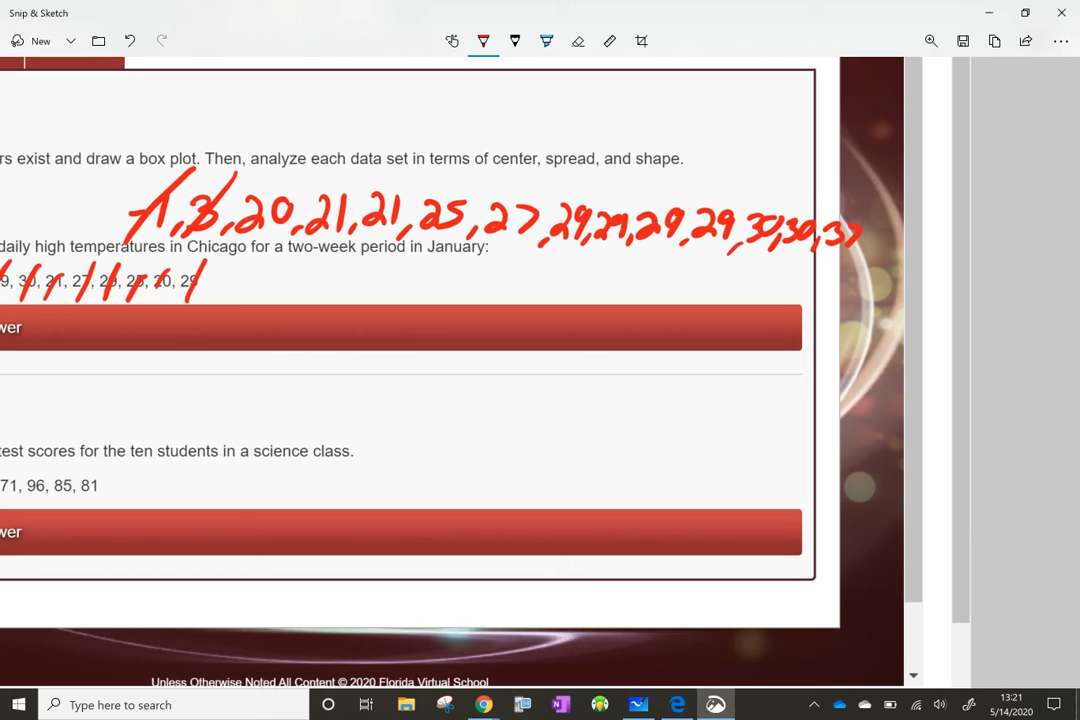 Snip & Sketch
New
rs exist and draw a box plot. Then, analyze each data set in terms of center, spread, and shape.
-1, 3, 20, 21, 21, 25, 27, 29, 29, 29, 29, 30, 30, 37
daily high temperatures in Chicago for a two-week period in January:
9, 30, 21, 27, 29, 25, 20, 29
wer
test scores for the ten students in a science class.
71, 96, 85, 81
wer
Unless Otherwise Noted All Content © 2020 Florida Virtual School
Type here to search
13:21
5/14/2020